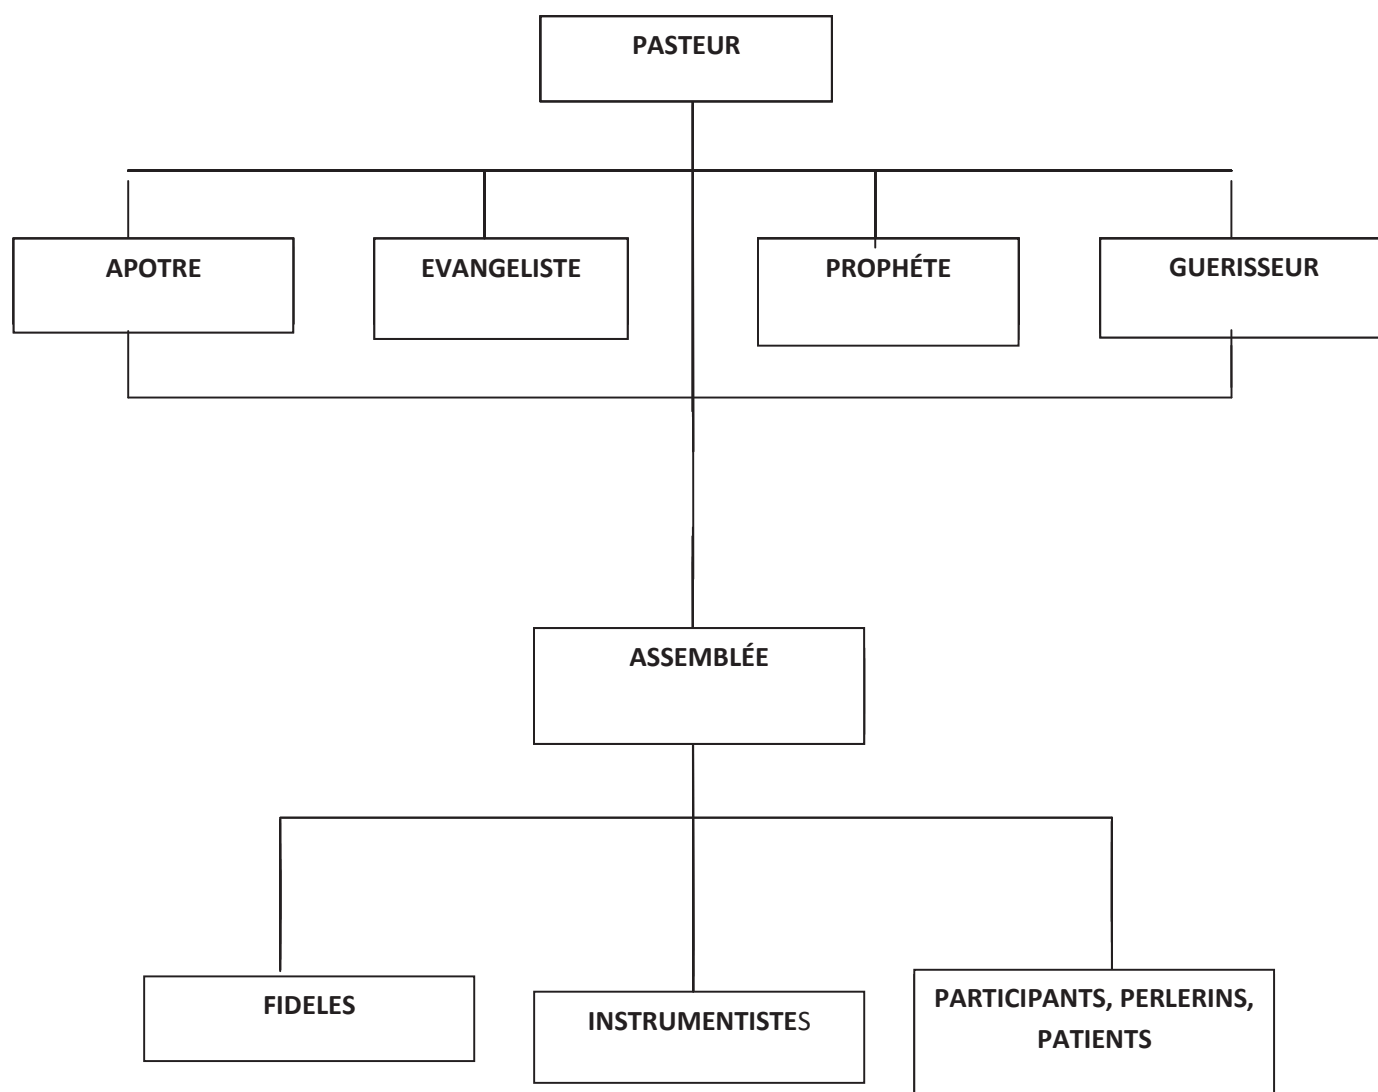 PASTEUR
APOTRE
EVANGELISTE
PROPHÉTE
GUERISSEUR
ASSEMBLÉE
FIDELES
INSTRUMENTISTES
PARTICIPANTS, PERLERINS,
PATIENTS